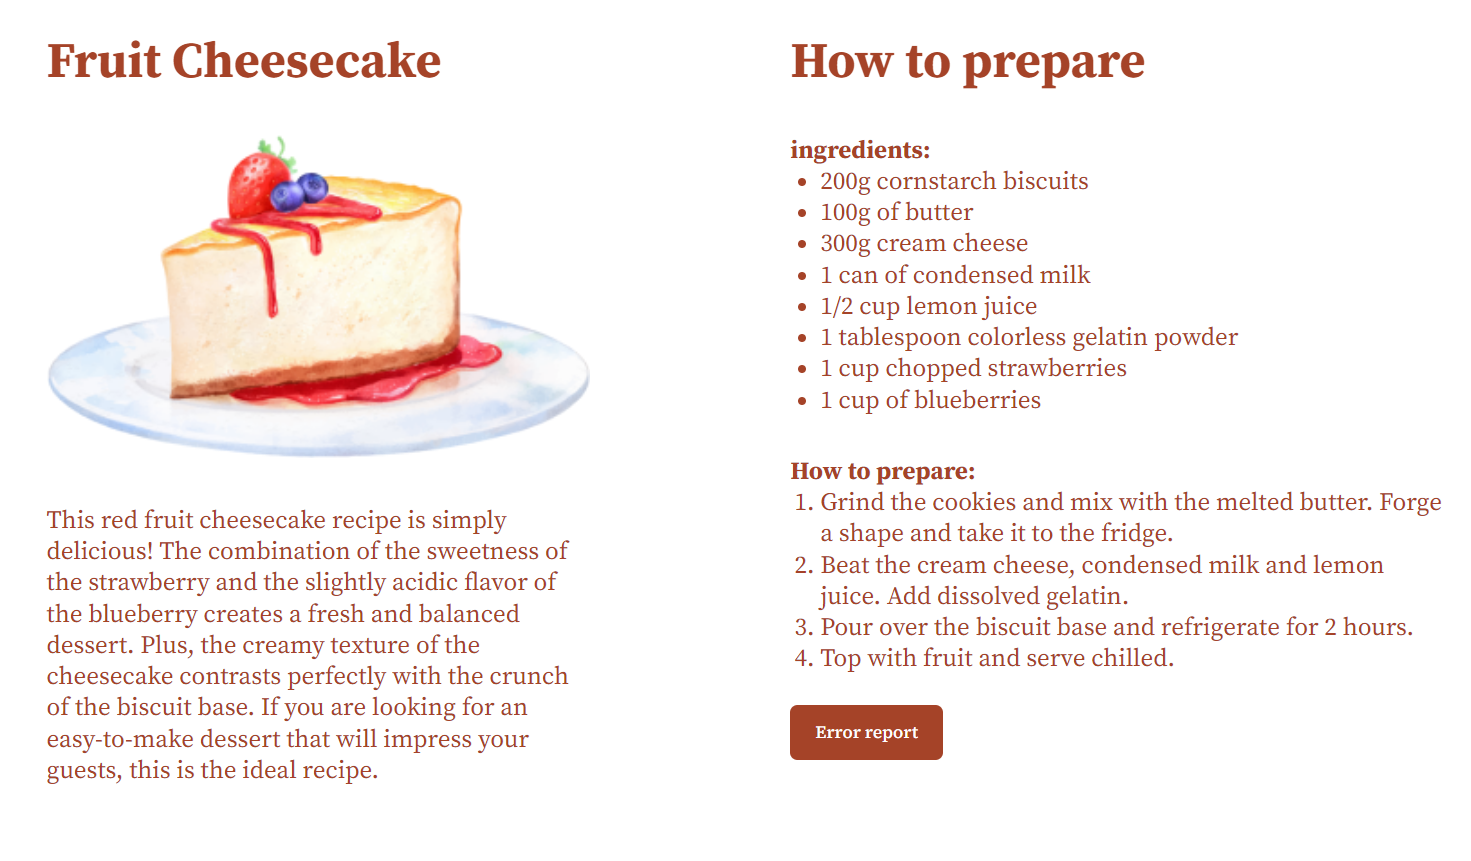 Fruit Cheesecake
This red fruit cheesecake recipe is simply
delicious! The combination of the sweetness of
the strawberry and the slightly acidic flavor of
the blueberry creates a fresh and balanced
dessert. Plus, the creamy texture of the
cheesecake contrasts perfectly with the crunch
of the biscuit base. If you are looking for an
easy-to-make dessert that will impress your
guests, this is the ideal recipe.
How to prepare
ingredients:
• 200g cornstarch biscuits
• 100g of butter
• 300g cream cheese
• 1 can of condensed milk
• 1/2 cup lemon juice
• 1 tablespoon colorless gelatin powder
• 1 cup chopped strawberries
• 1 cup of blueberries
How to prepare:
1. Grind the cookies and mix with the melted butter. Forge
a shape and take it to the fridge.
2. Beat the cream cheese, condensed milk and lemon
juice. Add dissolved gelatin.
3. Pour over the biscuit base and refrigerate for 2 hours.
4. Top with fruit and serve chilled.
Error report